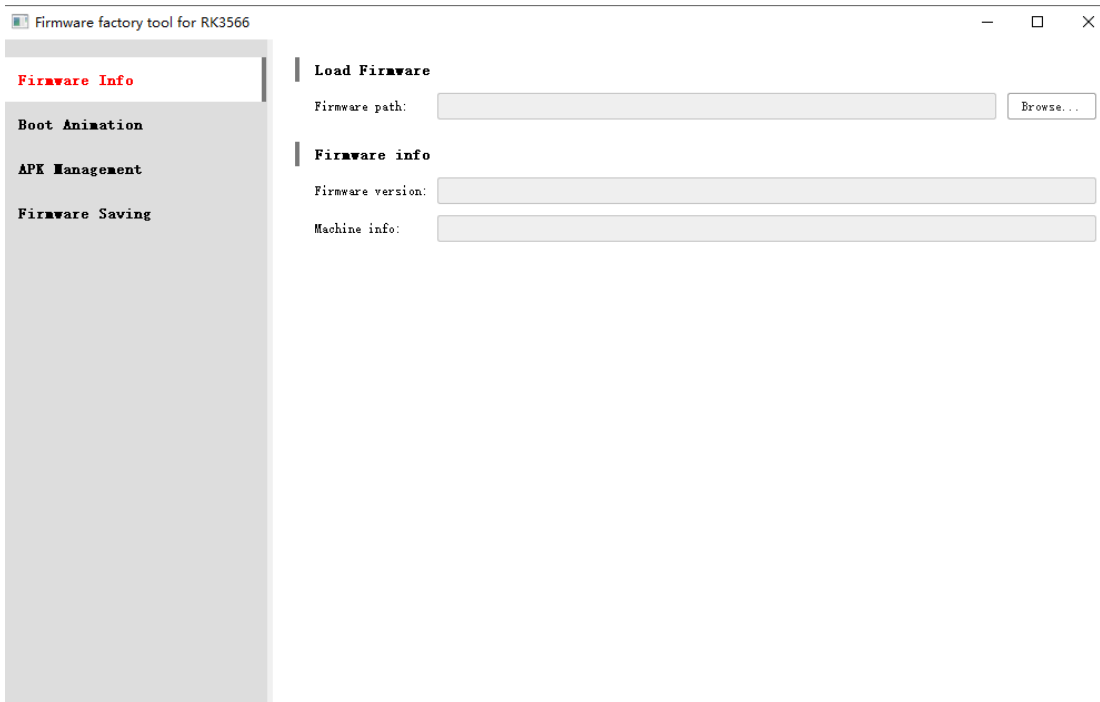 Firmware factory tool for RK3566
Firmware Info
Boot Animation
APK Management
Firmware Saving
Load Firmware
Firmware path:
Browse...
Firmware info
Firmware version:
Machine info: